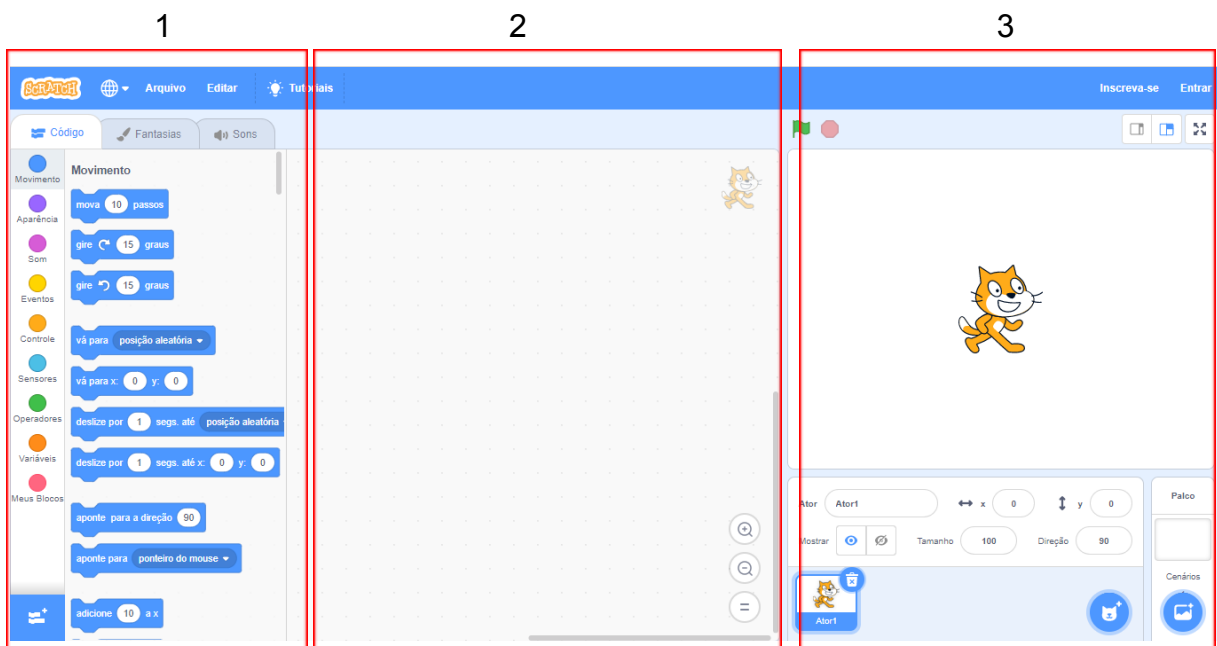 1 2 3
SCRATCH Arquivo Editar Tutoriais Inscreva-se Entrar
Código Fantasias Sons
Movimento
Aparência
Som
Eventos
Controle
Sensores
Operadores
Variáveis
Meus Blocos
Movimento
mova 10 passos
gire 15 graus
gire 15 graus
vá para posição aleatória
vá para x: 0 y: 0
deslize por 1 segs. até posição aleatória
deslize por 1 segs. até x: 0 y: 0
aponte para a direção 90
aponte para ponteiro do mouse
adicione 10 a x
Ator Ator1 x 0 y 0
Mostrar Tamanho 100 Direção 90
Ator1
Palco
Cenários